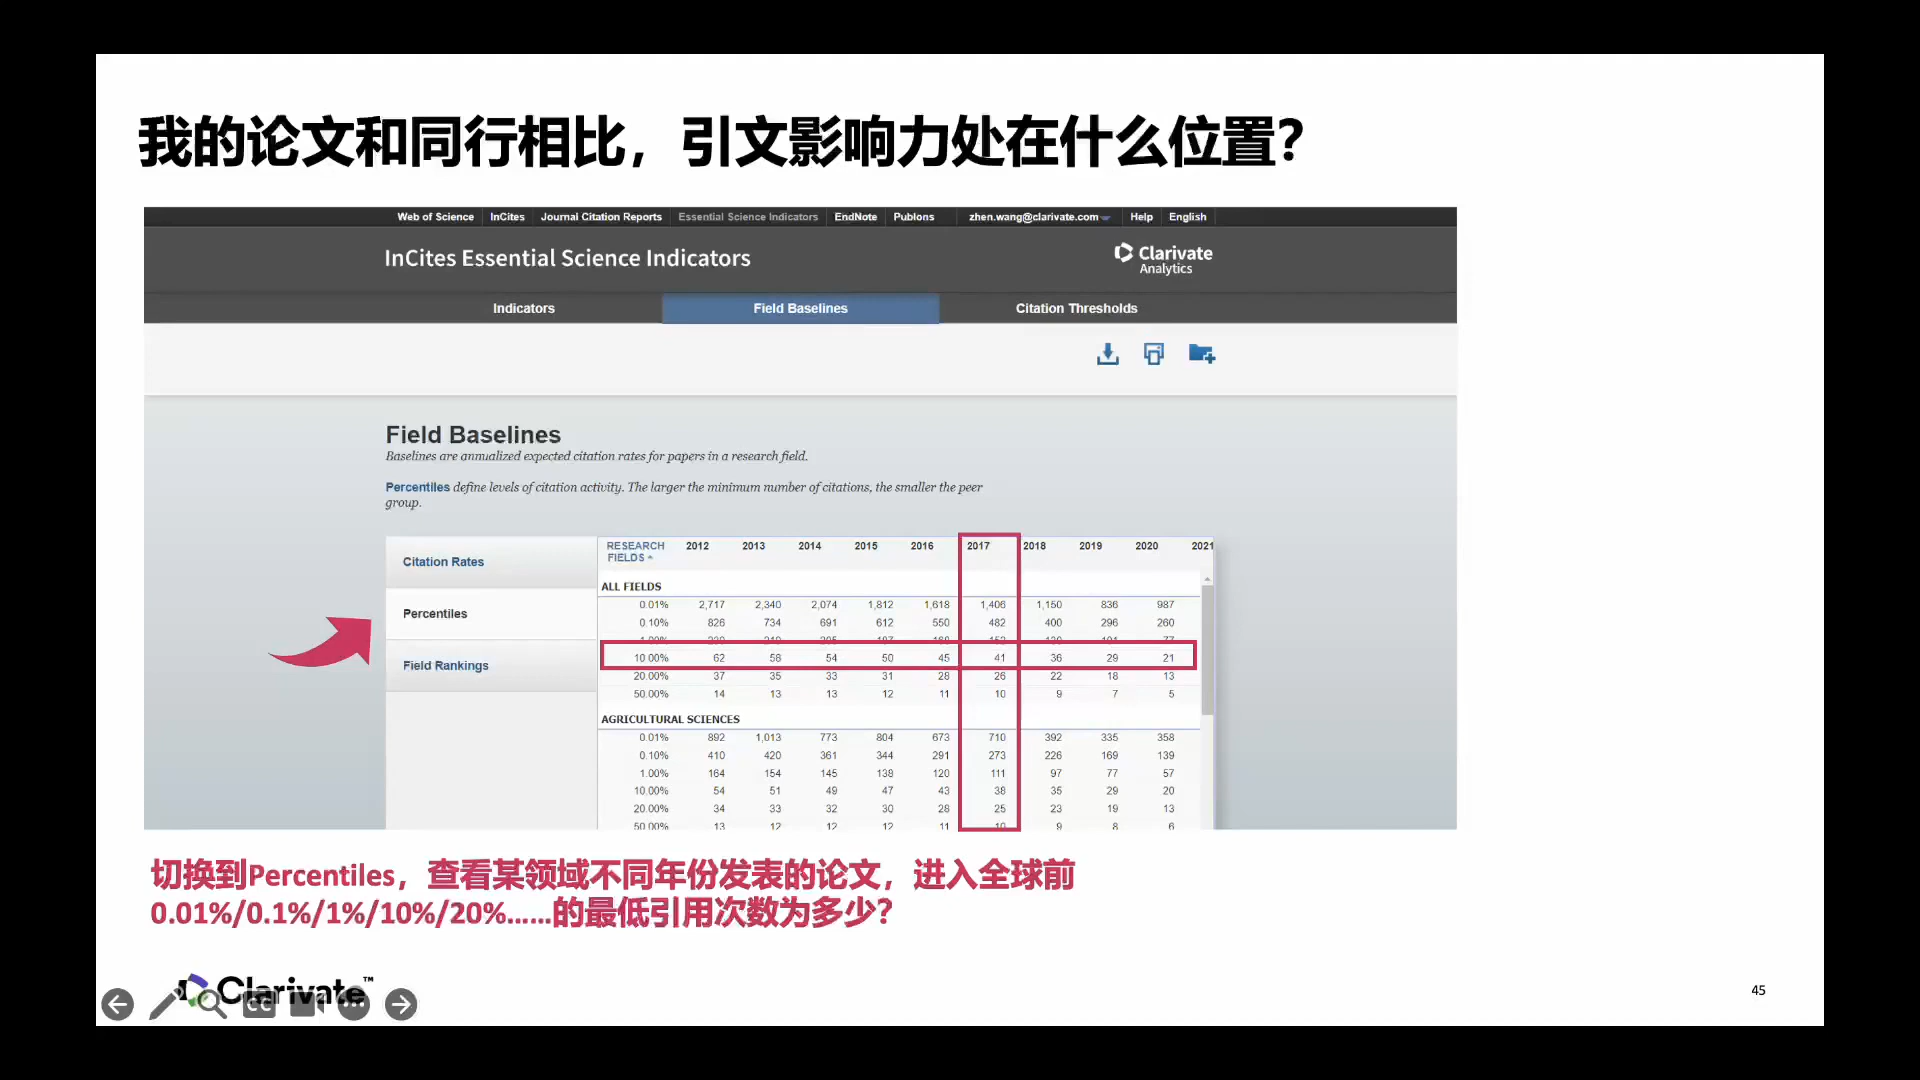 我的论文和同行相比，引文影响力处在什么位置？
Web of Science InCites Journal Citation Reports Essential Science Indicators EndNote Publons zhen.wang@clarivate.com Help English
InCites Essential Science Indicators
Clarivate
Analytics
Indicators Field Baselines Citation Thresholds
Field Baselines
Baselines are annualized expected citation rates for papers in a research field.
Percentiles define levels of citation activity. The larger the minimum number of citations, the smaller the peer
group.
Citation Rates
Percentiles
Field Rankings
RESEARCH FIELDS 2012 2013 2014 2015 2016 2017 2018 2019 2020 2021
ALL FIELDS
0.01% 2,717 2,340 2,074 1,812 1,618 1,406 1,150 836 987
0.10% 826 734 691 612 550 482 400 296 260
10.00% 62 58 54 50 45 41 36 29 21
20.00% 37 35 33 31 28 26 22 18 13
50.00% 14 13 13 12 11 10 9 7 5
AGRICULTURAL SCIENCES
0.01% 892 1,013 773 804 673 710 392 335 358
0.10% 410 420 361 344 291 273 226 169 139
1.00% 164 154 145 138 120 111 97 77 57
10.00% 54 51 49 47 43 38 35 29 20
20.00% 34 33 32 30 28 25 23 19 13
50.00% 13 12 12 12 11 10 9 8 6
切换到Percentiles，查看某领域不同年份发表的论文，进入全球前
0.01%/0.1%/1%/10%/20%……的最低引用次数为多少？
Clarivate™
CC
45